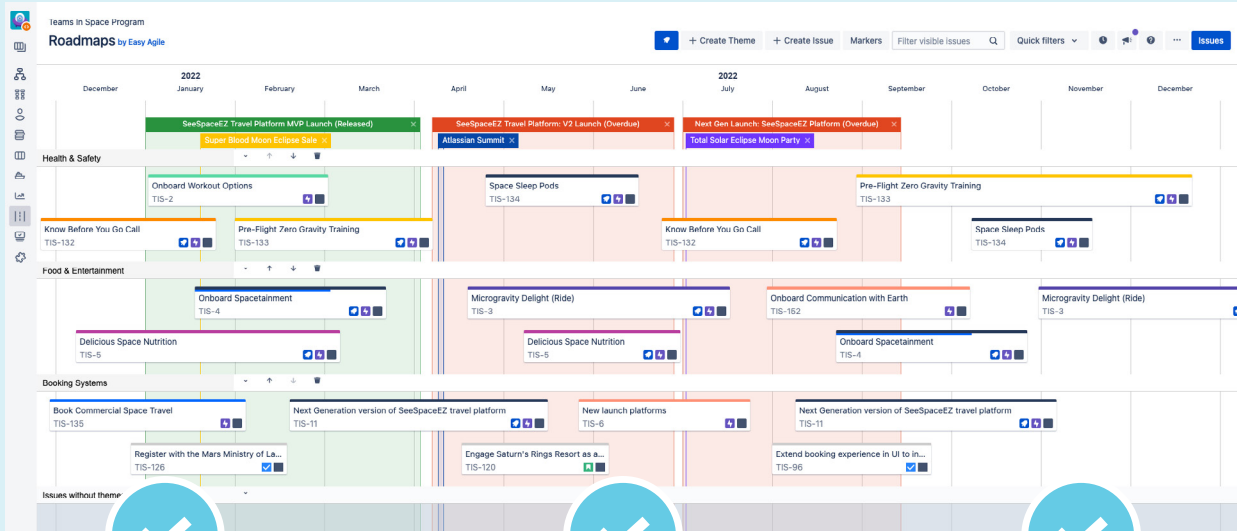 Teams In Space Program
Roadmaps by Easy Agile
+ Create Theme + Create Issue Markers Filter visible issues Quick filters Issues
2022 2022
December January February March April May June July August September October November December
SeeSpaceEZ Travel Platform MVP Launch (Released) × SeeSpaceEZ Travel Platform: V2 Launch (Overdue) × Next Gen Launch: SeeSpaceEZ Platform (Overdue) ×
Super Blood Moon Eclipse Sale × Atlassian Summit × Total Solar Eclipse Moon Party ×
Health & Safety
Onboard Workout Options Space Sleep Pods Pre-Flight Zero Gravity Training
TIS-2 TIS-134 TIS-133
Know Before You Go Call Pre-Flight Zero Gravity Training Know Before You Go Call Space Sleep Pods
TIS-132 TIS-133 TIS-132 TIS-134
Food & Entertainment
Onboard Spacetainment Microgravity Delight (Ride) Onboard Communication with Earth Microgravity Delight (Ride)
TIS-4 TIS-3 TIS-152 TIS-3
Delicious Space Nutrition Delicious Space Nutrition Onboard Spacetainment
TIS-5 TIS-5 TIS-4
Booking Systems
Book Commercial Space Travel Next Generation version of SeeSpaceEZ travel platform New launch platforms Next Generation version of SeeSpaceEZ travel platform
TIS-135 TIS-11 TIS-6 TIS-11
Register with the Mars Ministry of La... Engage Saturn's Rings Resort as a... Extend booking experience in UI to in...
TIS-126 TIS-120 TIS-96
Issues without theme